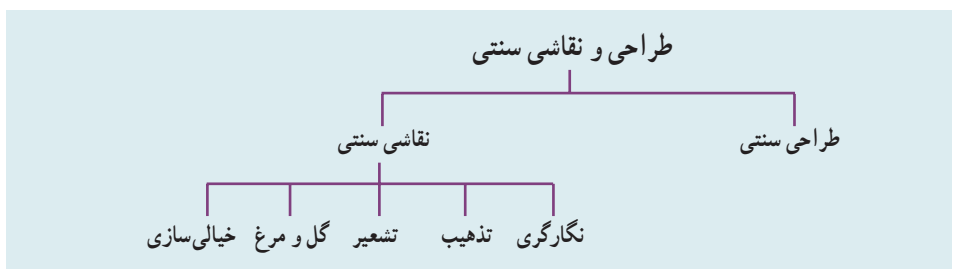 طراحی و نقاشی سنتی
طراحی سنتی نقاشی سنتی
نگارگری تذهیب تشعیر گل و مرغ خیالی‌سازی